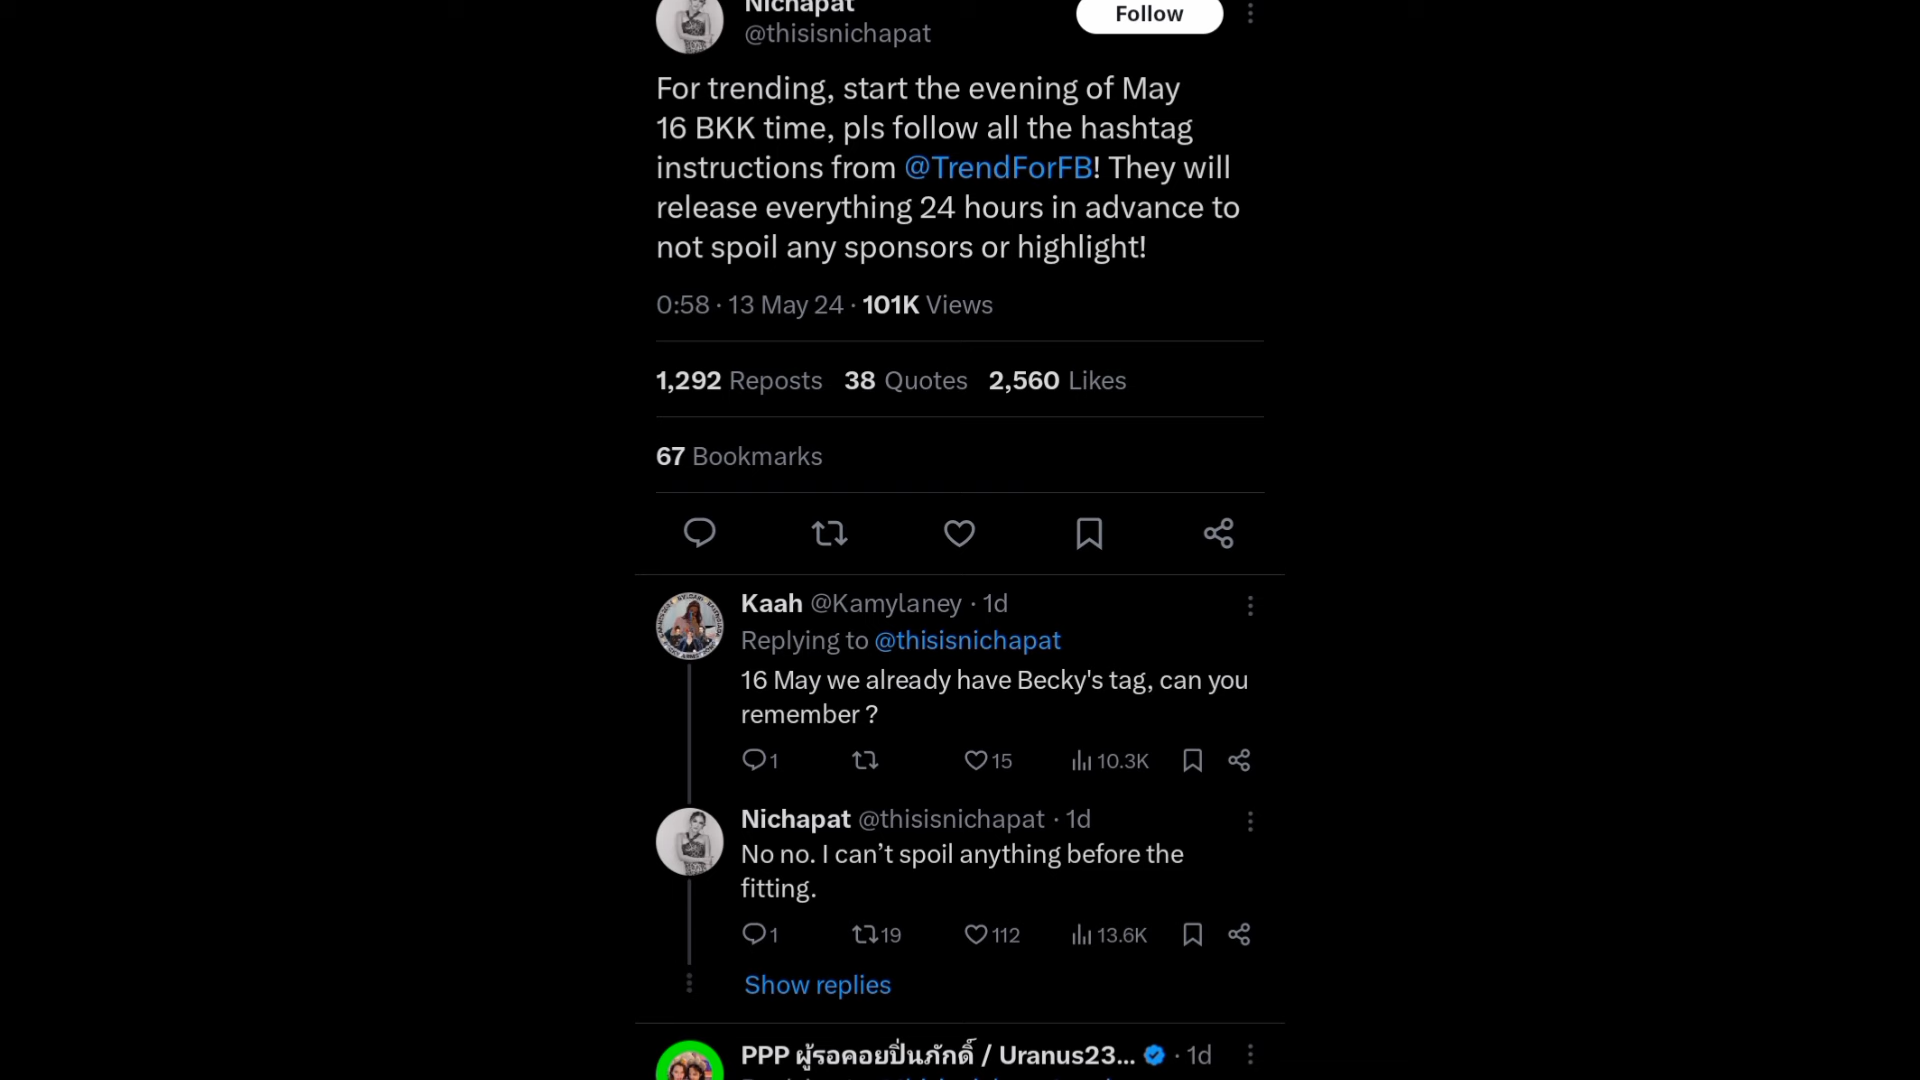 Nichapat
@thisisnichapat
Follow
For trending, start the evening of May
16 BKK time, pls follow all the hashtag
instructions from @TrendForFB! They will
release everything 24 hours in advance to
not spoil any sponsors or highlight!
0:58 · 13 May 24 · 101K Views
1,292 Reposts 38 Quotes 2,560 Likes
67 Bookmarks
Kaah @Kamylaney · 1d
Replying to @thisisnichapat
16 May we already have Becky's tag, can you
remember ?
1 15 10.3K
Nichapat @thisisnichapat · 1d
No no. I can’t spoil anything before the
fitting.
1 19 112 13.6K
Show replies
PPP ผู้รอคอยปิ่นภักดิ์ / Uranus23... · 1d